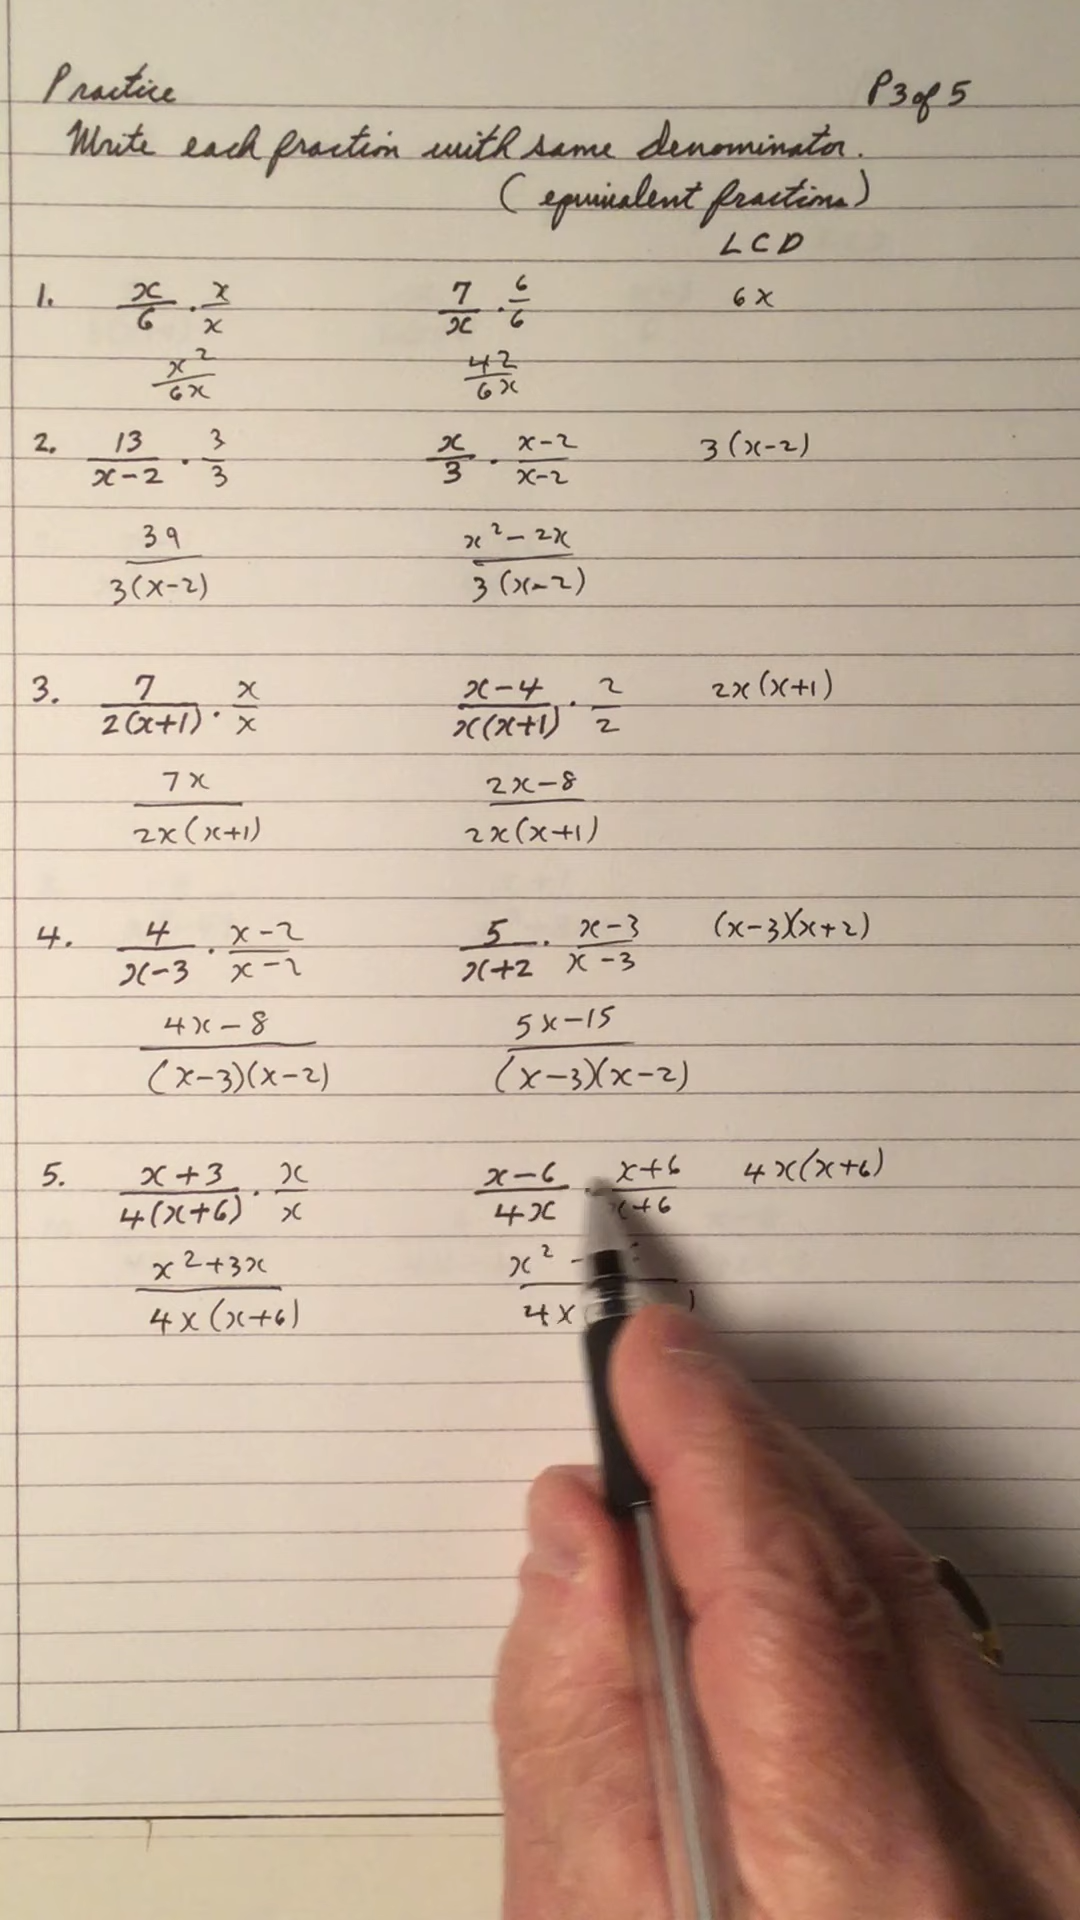 Practice P3 of 5
Write each fraction with same denominator.
(equivalent fractions)
LCD
1. x/6 · x/x 7/x · 6/6 6x
x²/6x 42/6x
2. 13/x-2 · 3/3 x/3 · x-2/x-2 3(x-2)
39/3(x-2) x²-2x/3(x-2)
3. 7/2(x+1) · x/x x-4/x(x+1) · 2/2 2x(x+1)
7x/2x(x+1) 2x-8/2x(x+1)
4. 4/x-3 · x-2/x-2 5/x+2 · x-3/x-3 (x-3)(x+2)
4x-8/(x-3)(x-2) 5x-15/(x-3)(x-2)
5. x+3/4(x+6) · x/x x-6/4x · x+6/x+6 4x(x+6)
x²+3x/4x(x+6) x² - /4x )